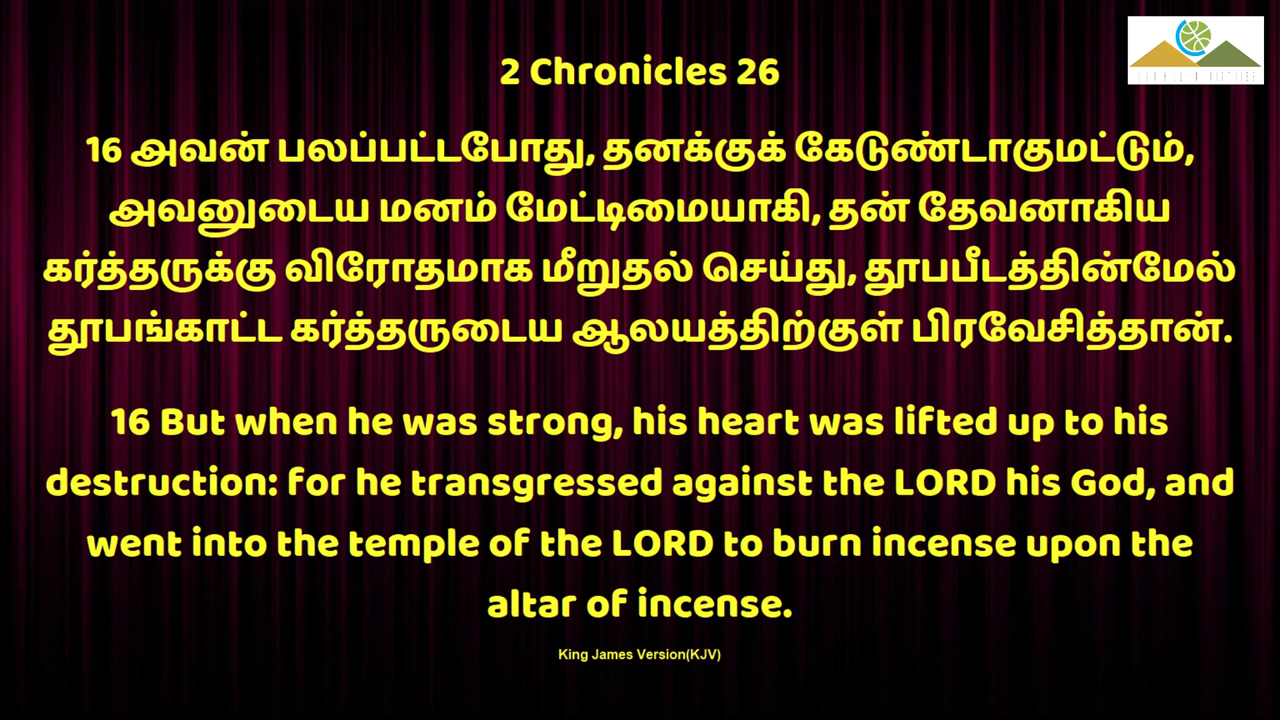 2 Chronicles 26
16 அவன் பலப்பட்டபோது, தனக்குக் கேடுண்டாகுமட்டும்,
அவனுடைய மனம் மேட்டிமையாகி, தன் தேவனாகிய
கர்த்தருக்கு விரோதமாக மீறுதல் செய்து, தூபபீடத்தின்மேல்
தூபங்காட்ட கர்த்தருடைய ஆலயத்திற்குள் பிரவேசித்தான்.
16 But when he was strong, his heart was lifted up to his
destruction: for he transgressed against the LORD his God, and
went into the temple of the LORD to burn incense upon the
altar of incense.
King James Version(KJV)